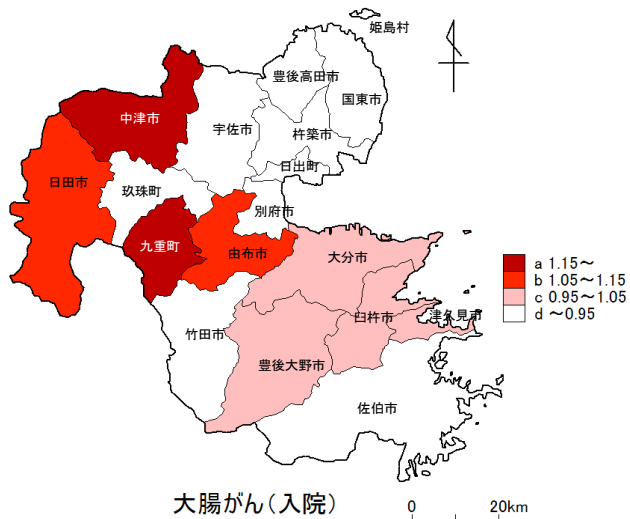 姫島村
豊後高田市
国東市
中津市
宇佐市
杵築市
日出町
日田市
玖珠町
別府市
九重町
由布市
大分市
a 1.15~
b 1.05~1.15
c 0.95~1.05
d ~0.95
臼杵市
津久見市
竹田市
豊後大野市
佐伯市
大腸がん(入院)
0 20km